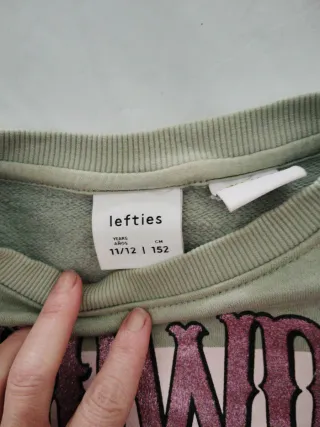 lefties
YEARS CM
AÑOS
11/12 | 152